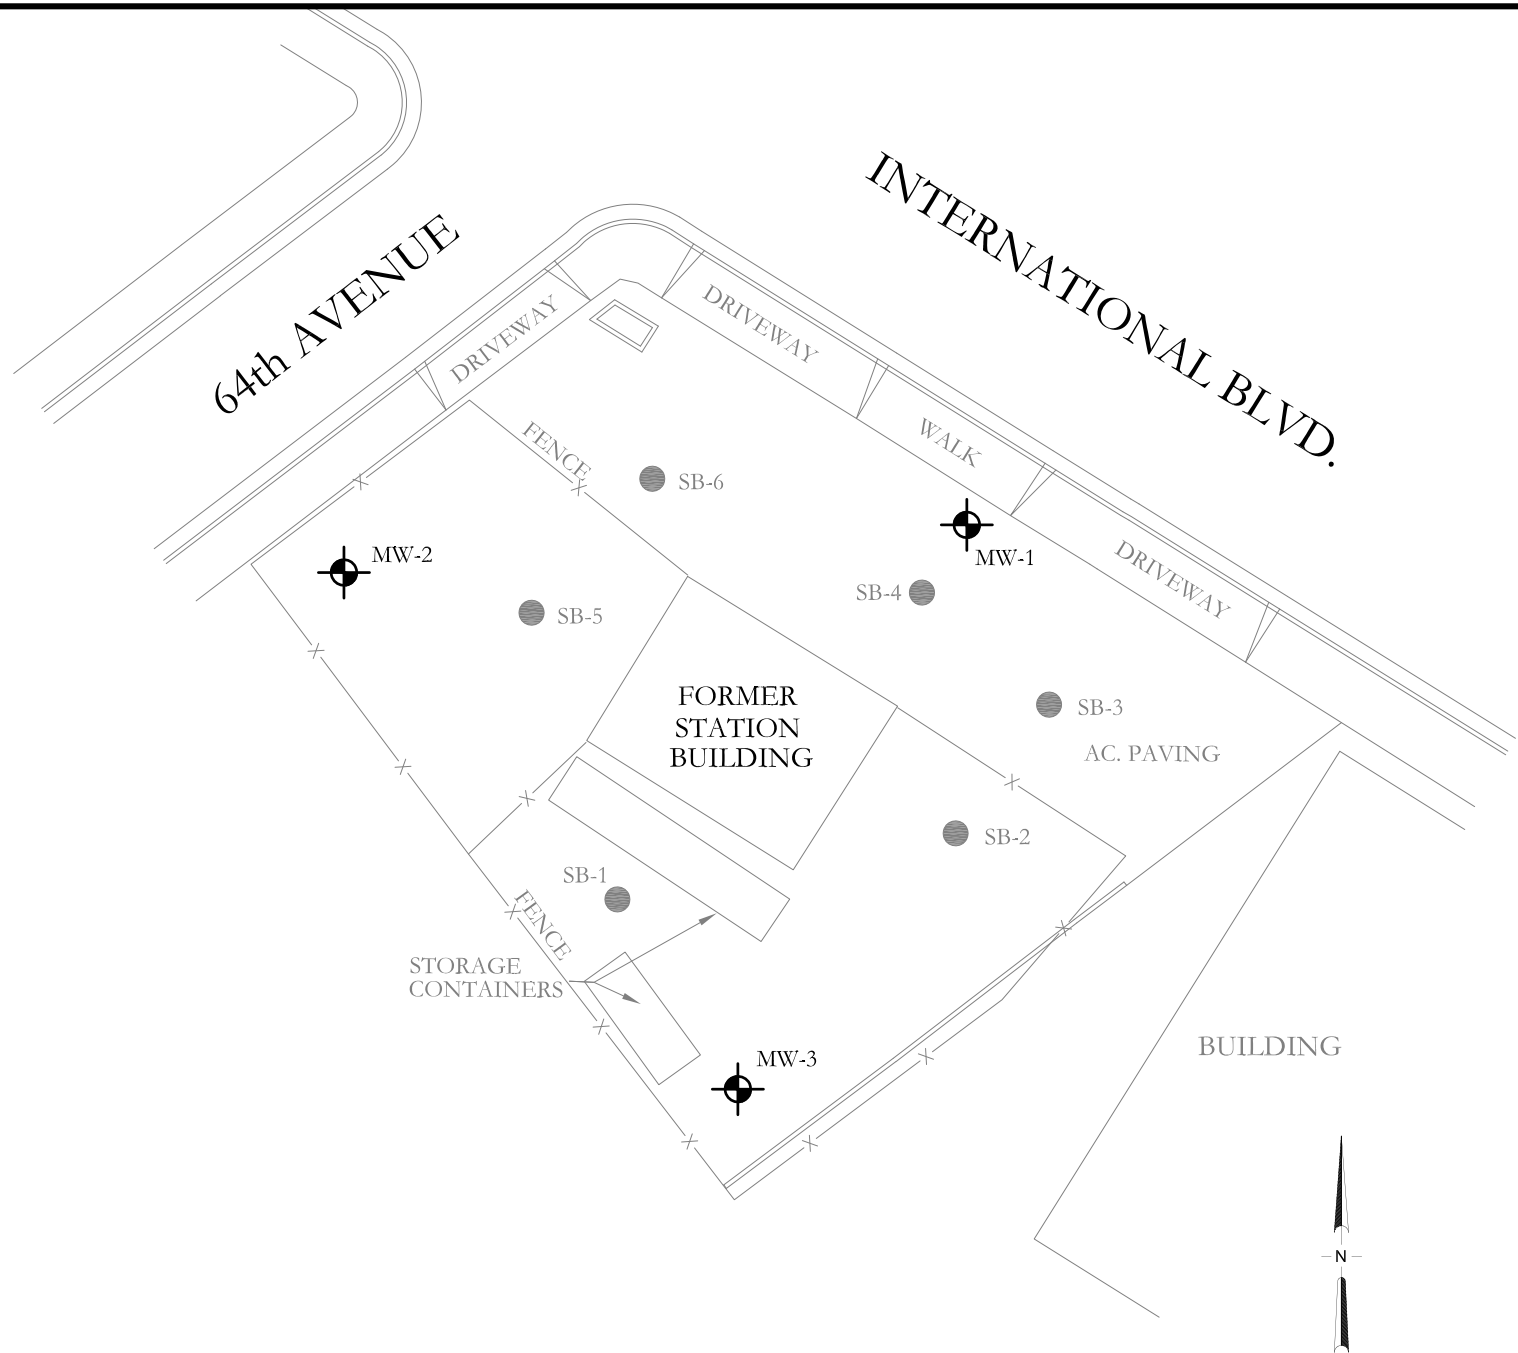 INTERNATIONAL BLVD.
64th AVENUE
DRIVEWAY
DRIVEWAY
WALK
DRIVEWAY
FENCE
SB-6
MW-1
MW-2
SB-4
SB-5
FORMER
STATION
BUILDING
SB-3
AC. PAVING
SB-2
SB-1
FENCE
STORAGE
CONTAINERS
MW-3
BUILDING
N